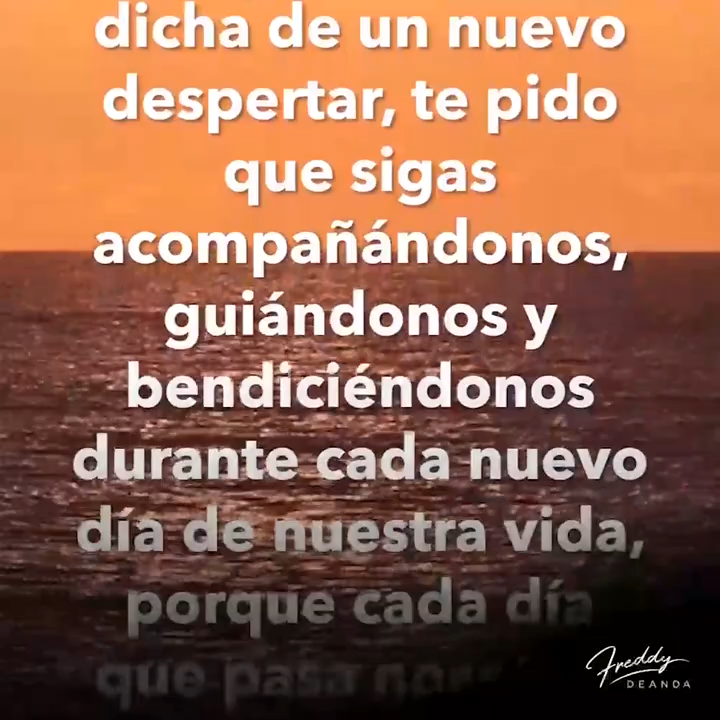 dicha de un nuevo
despertar, te pido
que sigas
acompañándonos,
guiándonos y
bendiciéndonos
durante cada nuevo
día de nuestra vida,
porque cada día
que pasa
Freddy
DEANDA